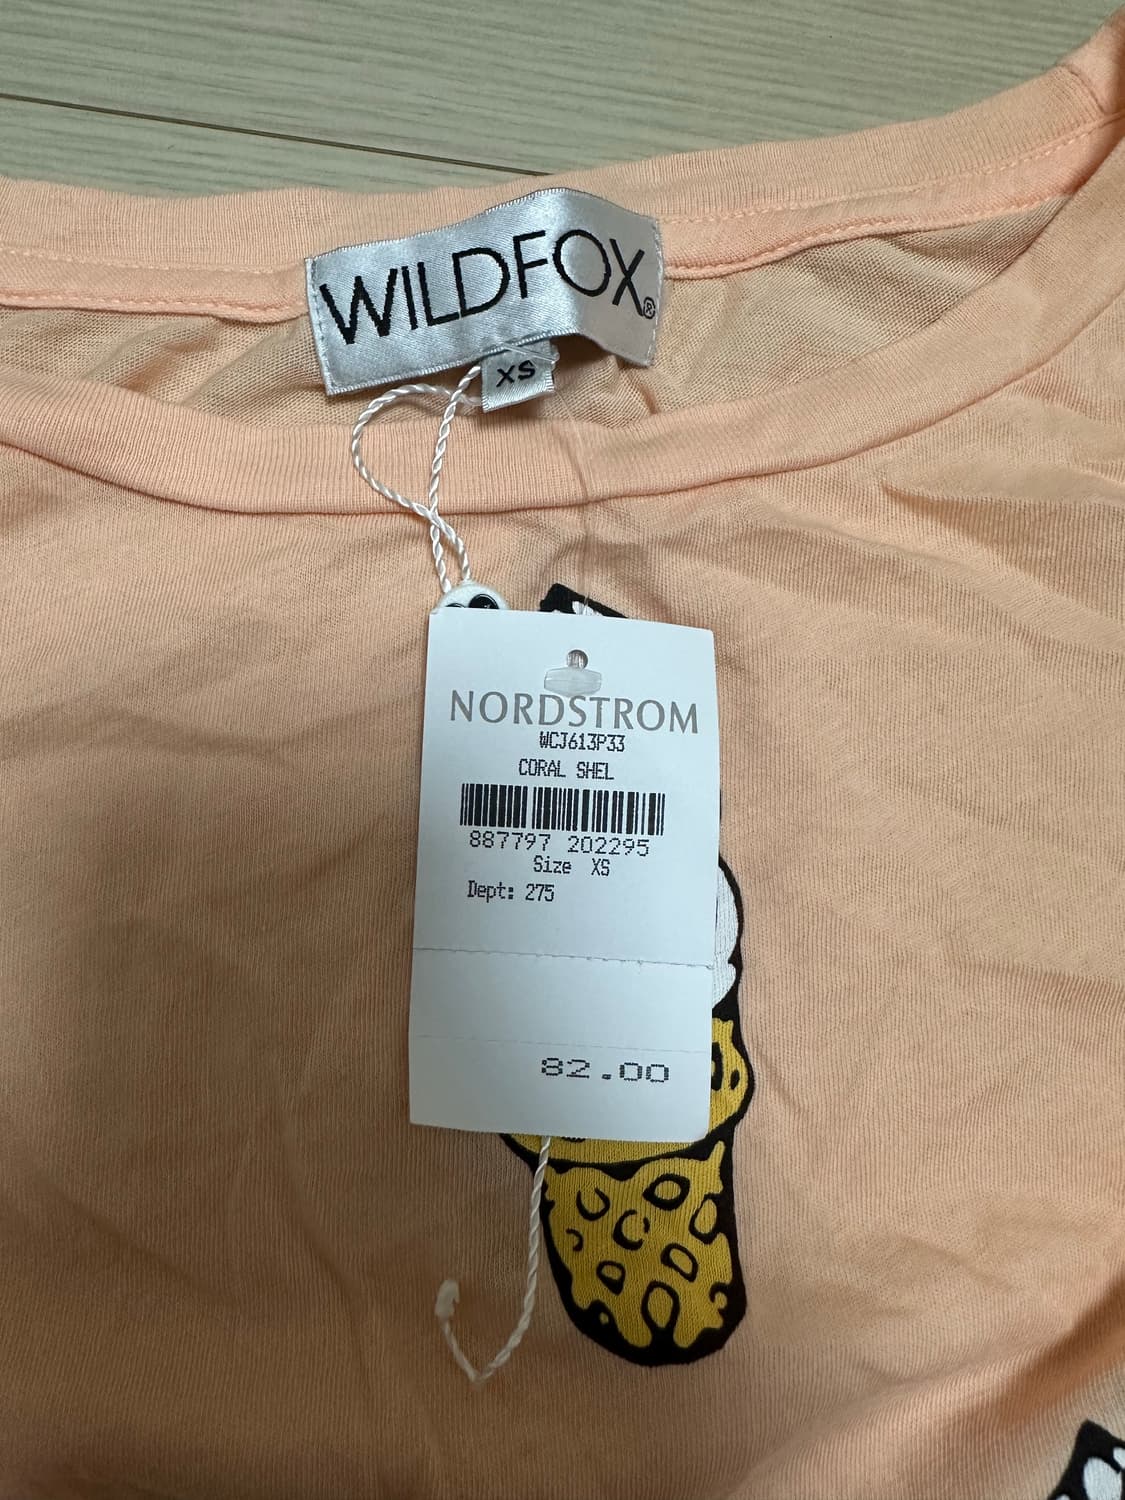 WILDFOX®
XS
NORDSTROM
WCJ613P33
CORAL SHEL
887797 202295
Size XS
Dept: 275
82.00